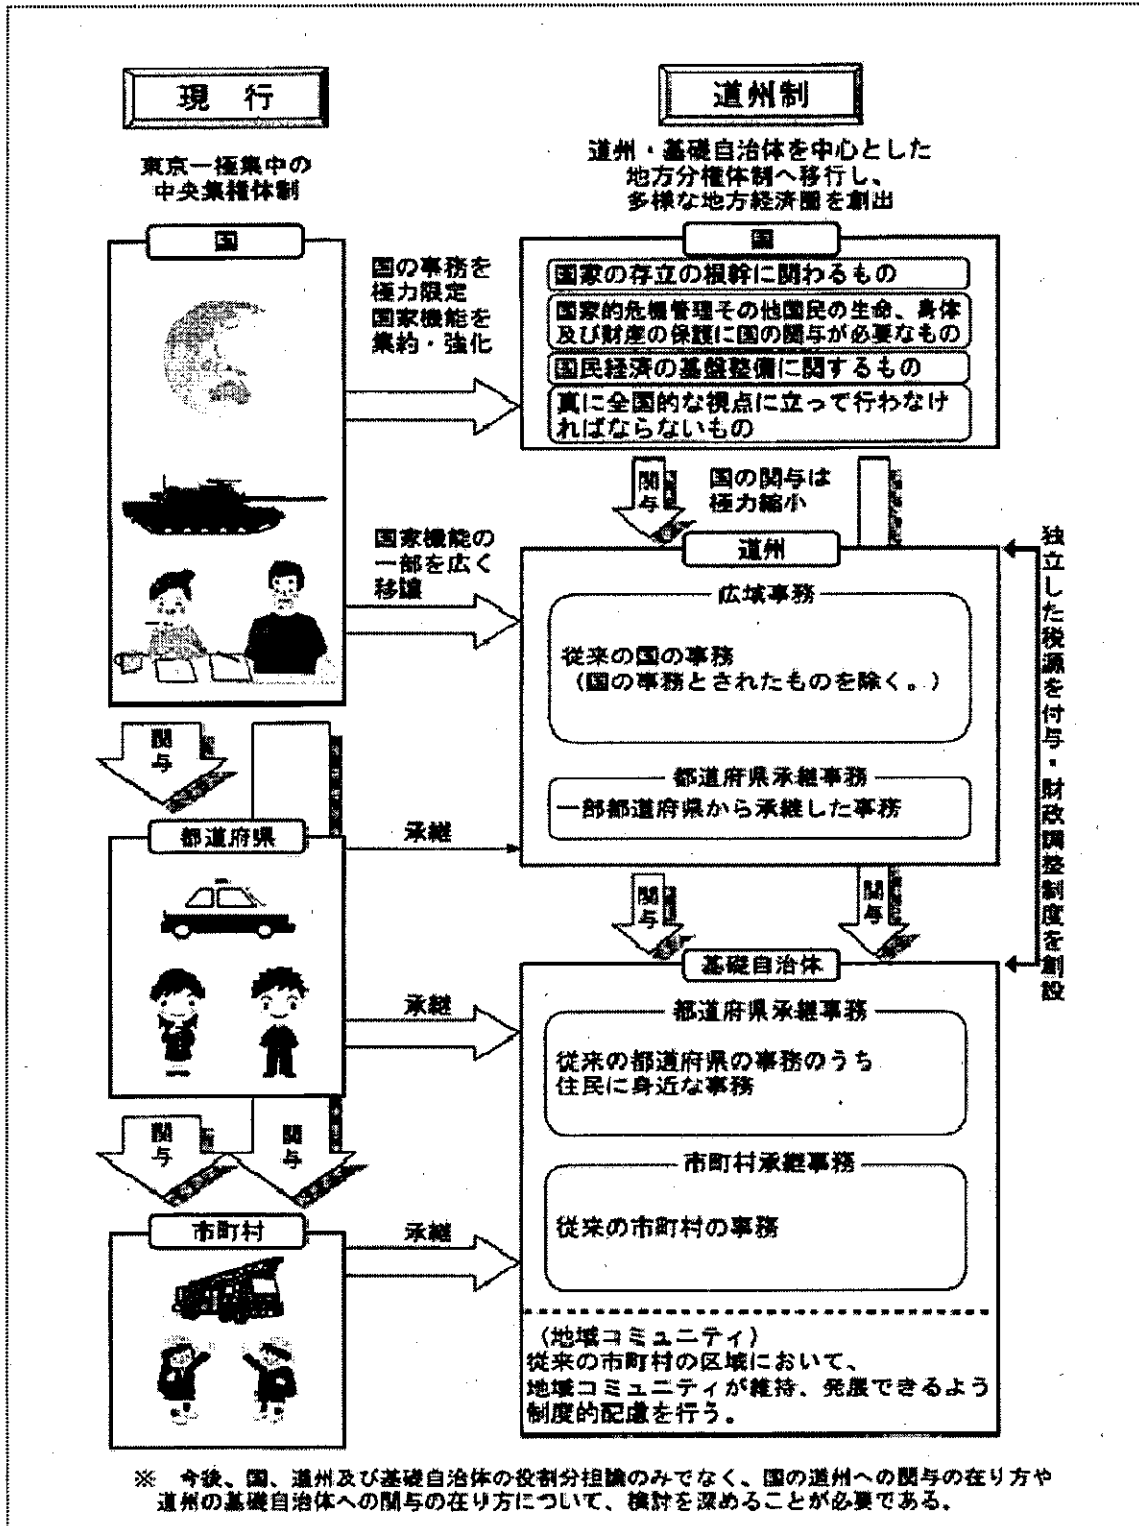 現 行
東京一極集中の
中央集権体制
道州制
道州・基礎自治体を中心とした
地方分権体制へ移行し、
多様な地方経済圏を創出
国
国の事務を
極力限定
国家機能を
集約・強化
国
国家の存立の根幹に関わるもの
国家的危機管理その他国民の生命、身体
及び財産の保護に国の関与が必要なもの
国民経済の基盤整備に関するもの
真に全国的な視点に立って行わなけ
ればならないもの
関与
国の関与は
極力縮小
国家機能の
一部を広く
移譲
道州
広域事務
従来の国の事務
（国の事務とされたものを除く。）
都道府県承継事務
一部都道府県から承継した事務
独立した税源を付与・財政調整制度を創設
関与
都道府県
承継
関与
関与
基礎自治体
承継
都道府県承継事務
従来の都道府県の事務のうち
住民に身近な事務
関与
関与
市町村承継事務
従来の市町村の事務
市町村
承継
（地域コミュニティ）
従来の市町村の区域において、
地域コミュニティが維持、発展できるよう
制度的配慮を行う。
※ 今後、国、道州及び基礎自治体の役割分担論のみでなく、国の道州への関与の在り方や
道州の基礎自治体への関与の在り方について、検討を深めることが必要である。